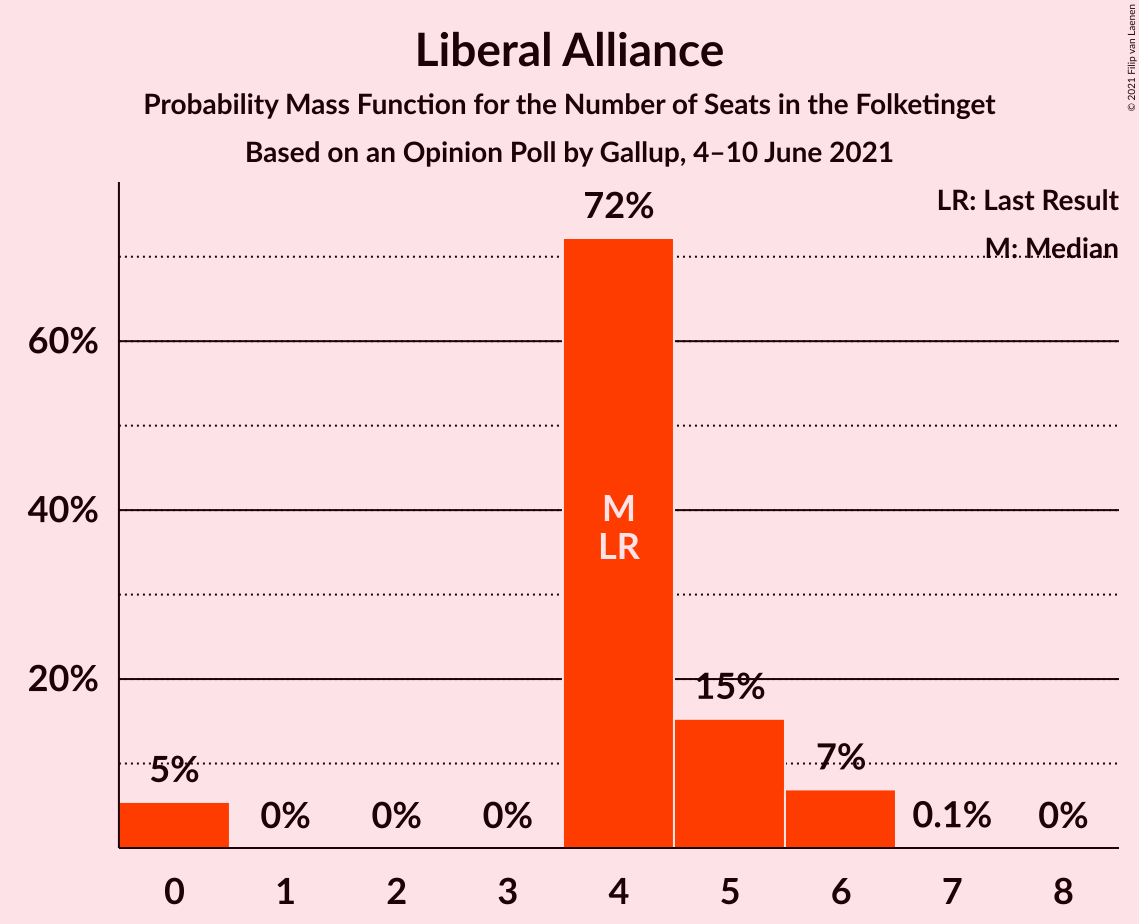 Liberal Alliance
Probability Mass Function for the Number of Seats in the Folketinget
Based on an Opinion Poll by Gallup, 4–10 June 2021
© 2021 Filip van Laenen
LR: Last Result
M: Median
72%
60%
40%
20%
M
LR
5%
0%
0%
0%
15%
7%
0.1%
0%
0 1 2 3 4 5 6 7 8